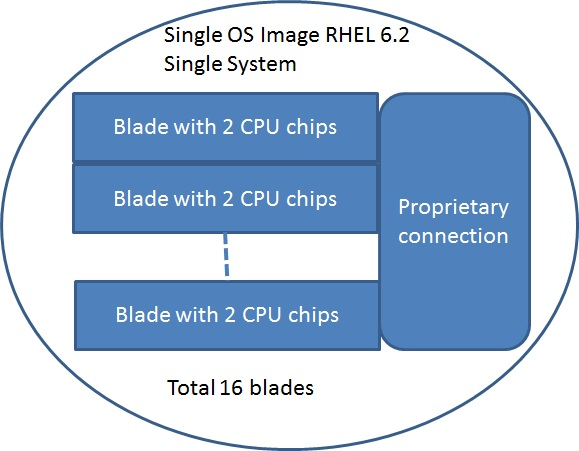 Single OS Image RHEL 6.2
Single System
Blade with 2 CPU chips
Blade with 2 CPU chips
Proprietary
connection
Blade with 2 CPU chips
Total 16 blades